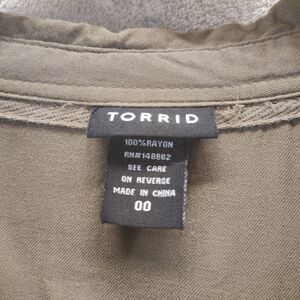 TORRID
100%RAYON
RN#148862
SEE CARE
ON REVERSE
MADE IN CHINA
00